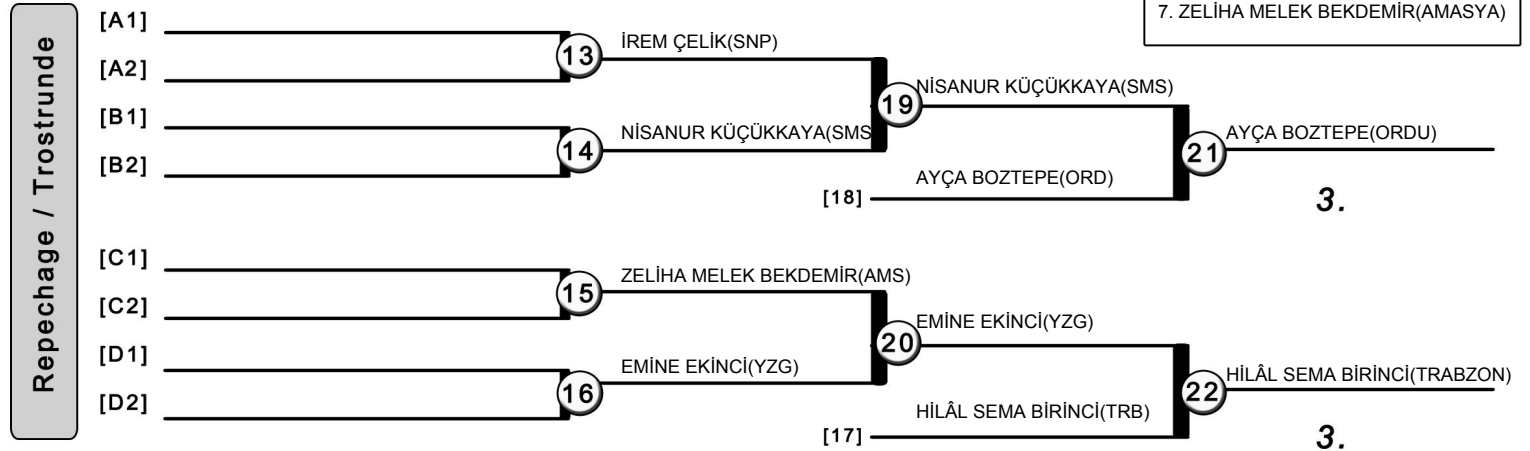 7. ZELİHA MELEK BEKDEMİR(AMASYA)
Repechage / Trostrunde
[A1]
13 İREM ÇELİK(SNP)
[A2]
19 NİSANUR KÜÇÜKKAYA(SMS)
[B1]
14 NİSANUR KÜÇÜKKAYA(SMS
21 AYÇA BOZTEPE(ORDU)
[B2]
[18] AYÇA BOZTEPE(ORD)
3.
[C1]
15 ZELİHA MELEK BEKDEMİR(AMS)
[C2]
20 EMİNE EKİNCİ(YZG)
[D1]
16 EMİNE EKİNCİ(YZG)
22 HİLÂL SEMA BİRİNCİ(TRABZON)
[D2]
[17] HİLÂL SEMA BİRİNCİ(TRB)
3.